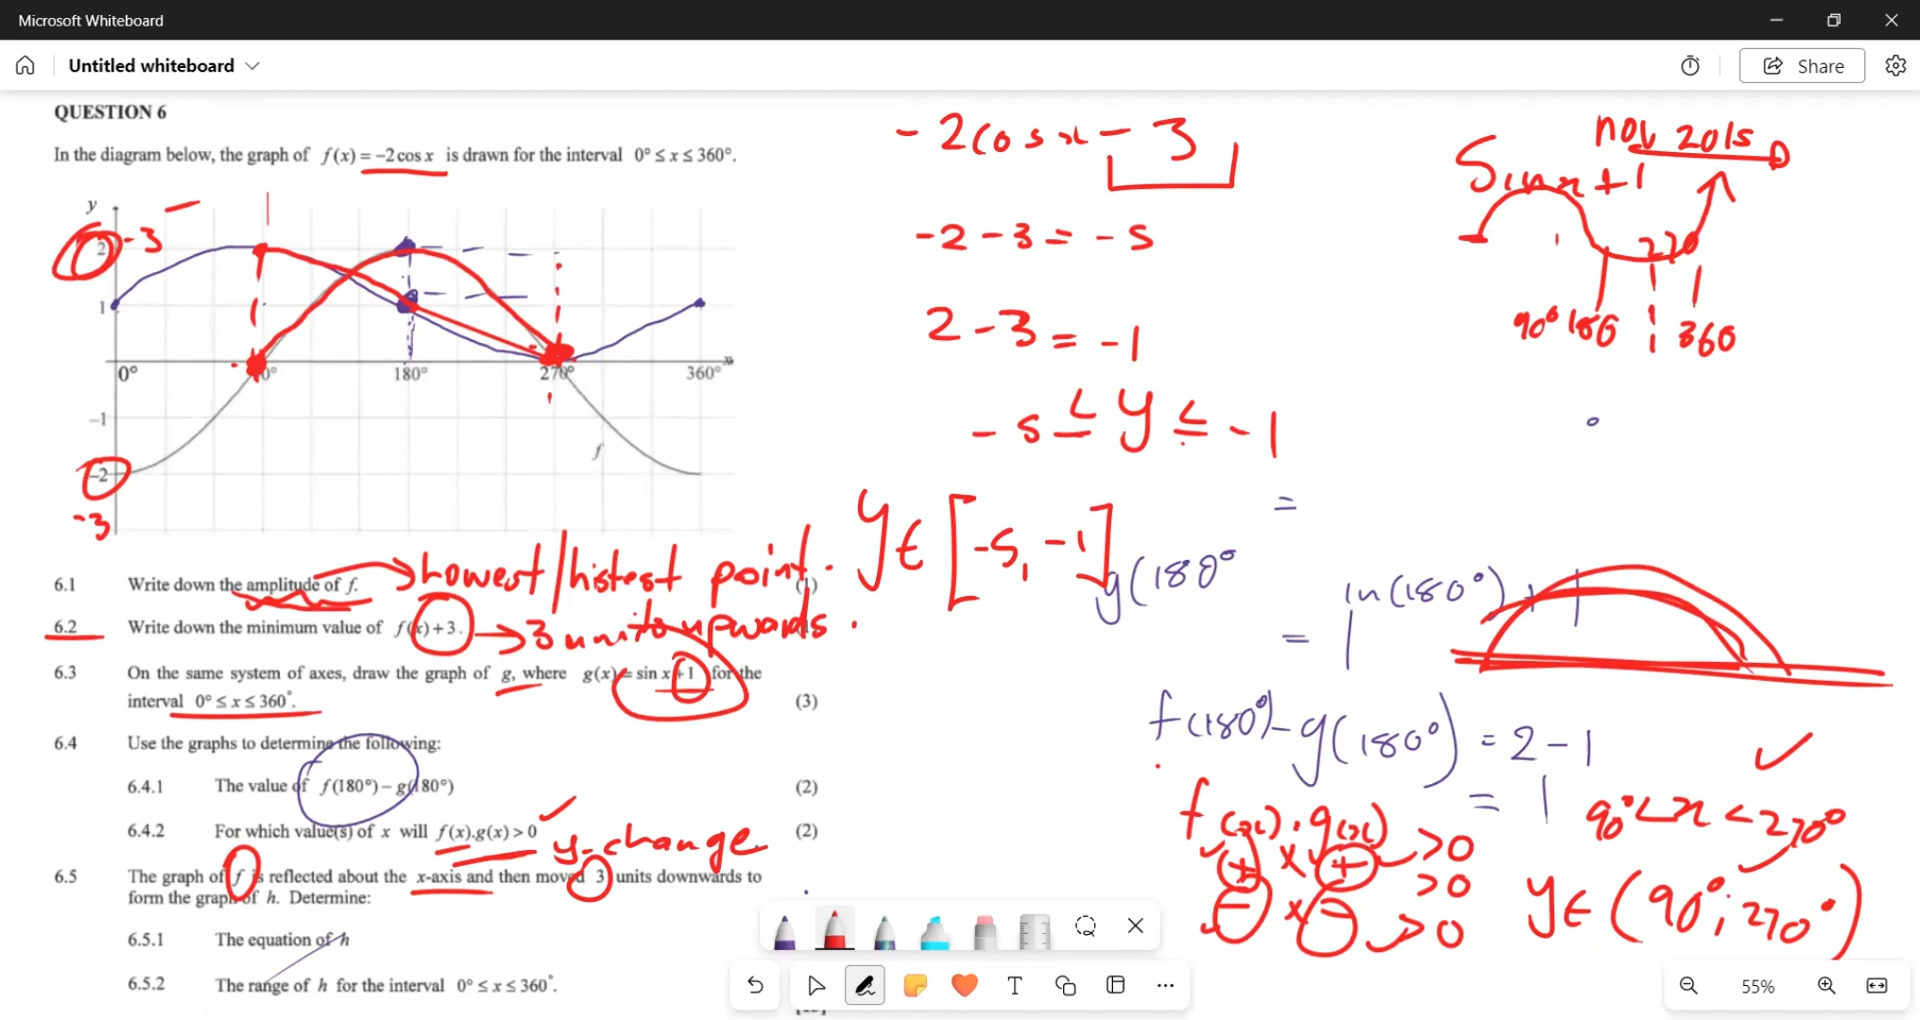 Microsoft Whiteboard
Untitled whiteboard
Share
QUESTION 6
In the diagram below, the graph of f(x) = −2 cos x is drawn for the interval 0° ≤ x ≤ 360°.
y
2
-3
1
0°
180°
270°
360°
x
−1
−2
-3
f
6.1 Write down the amplitude of f. (1)
→ Lowest/histest point.
6.2 Write down the minimum value of f(x)+3.
→ 3 units upwards.
6.3 On the same system of axes, draw the graph of g, where g(x) = sin x+1 for the
interval 0° ≤ x ≤ 360°. (3)
6.4 Use the graphs to determine the following:
6.4.1 The value of f(180°) − g(180°) (2)
6.4.2 For which value(s) of x will f(x).g(x) > 0 (2)
y-change
6.5 The graph of f is reflected about the x-axis and then moved 3 units downwards to
form the graph of h. Determine:
6.5.1 The equation of h
6.5.2 The range of h for the interval 0° ≤ x ≤ 360°.
-2cosx - 3
-2 - 3 = -5
2 - 3 = -1
-5 ≤ y ≤ -1
y∈ [-5, -1]
nov 2015
Sinx + 1
270
90° 180 360
=
g(180°
in(180°) + 1
= 1
f(180°) - g(180°) = 2 - 1
= 1
f(x).g(x) > 0
+ × + > 0
- × - > 0
90° < x < 270°
y∈ (90°; 270°)
55%